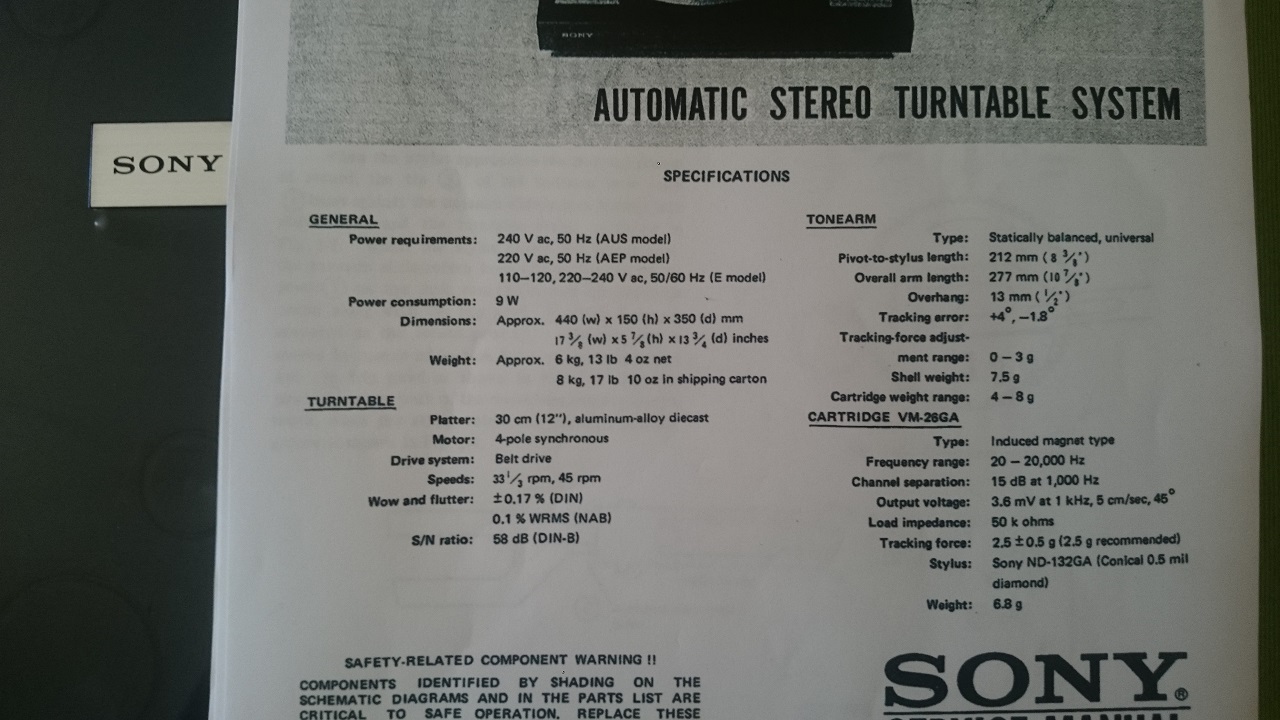 SONY
AUTOMATIC STEREO TURNTABLE SYSTEM
SONY
SPECIFICATIONS
GENERAL
Power requirements: 240 V ac, 50 Hz (AUS model)
220 V ac, 50 Hz (AEP model)
110–120, 220–240 V ac, 50/60 Hz (E model)
Power consumption: 9 W
Dimensions: Approx. 440 (w) x 150 (h) x 350 (d) mm
17 3/8 (w) x 5 7/8 (h) x 13 3/4 (d) inches
Weight: Approx. 6 kg, 13 lb 4 oz net
8 kg, 17 lb 10 oz in shipping carton
TURNTABLE
Platter: 30 cm (12"), aluminum-alloy diecast
Motor: 4-pole synchronous
Drive system: Belt drive
Speeds: 33 1/3 rpm, 45 rpm
Wow and flutter: ±0.17 % (DIN)
0.1 % WRMS (NAB)
S/N ratio: 58 dB (DIN-B)
TONEARM
Type: Statically balanced, universal
Pivot-to-stylus length: 212 mm (8 3/8")
Overall arm length: 277 mm (10 7/8")
Overhang: 13 mm (1/2")
Tracking error: +4°, –1.8°
Tracking-force adjust-
ment range: 0 – 3 g
Shell weight: 7.5 g
Cartridge weight range: 4 – 8 g
CARTRIDGE VM-26GA
Type: Induced magnet type
Frequency range: 20 – 20,000 Hz
Channel separation: 15 dB at 1,000 Hz
Output voltage: 3.6 mV at 1 kHz, 5 cm/sec, 45°
Load impedance: 50 k ohms
Tracking force: 2.5 ± 0.5 g (2.5 g recommended)
Stylus: Sony ND-132GA (Conical 0.5 mil
diamond)
Weight: 6.8 g
SAFETY-RELATED COMPONENT WARNING !!
COMPONENTS IDENTIFIED BY SHADING ON THE
SCHEMATIC DIAGRAMS AND IN THE PARTS LIST ARE
CRITICAL TO SAFE OPERATION. REPLACE THESE
SONY®
SERVICE MANUAL